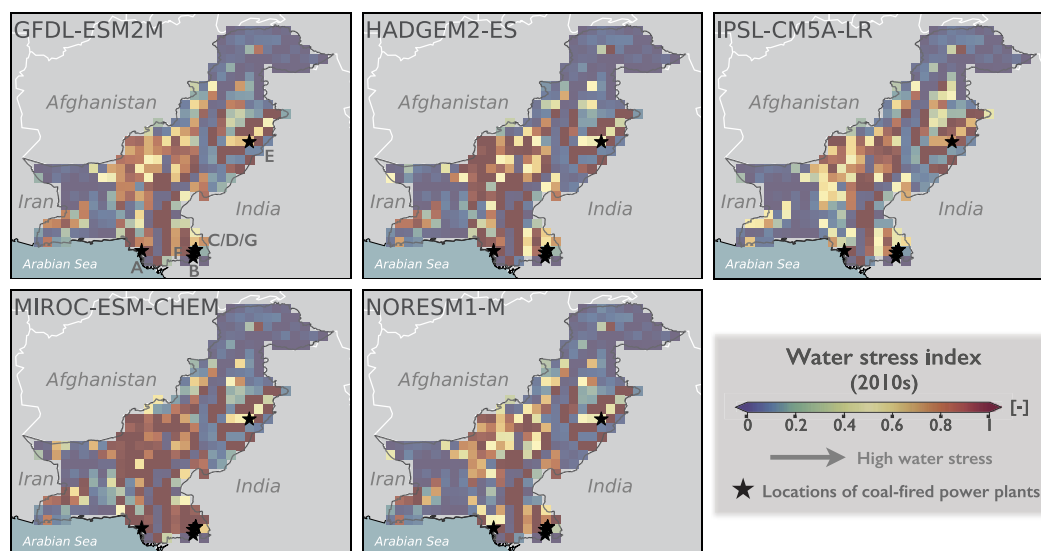 GFDL-ESM2M
Afghanistan
E
Iran
India
C/D/G
F
A
B
Arabian Sea
HADGEM2-ES
Afghanistan
Iran
India
Arabian Sea
IPSL-CM5A-LR
Afghanistan
Iran
India
Arabian Sea
MIROC-ESM-CHEM
Afghanistan
Iran
India
Arabian Sea
NORESM1-M
Afghanistan
Iran
India
Arabian Sea
Water stress index
(2010s)
[-]
0 0.2 0.4 0.6 0.8 1
High water stress
Locations of coal-fired power plants